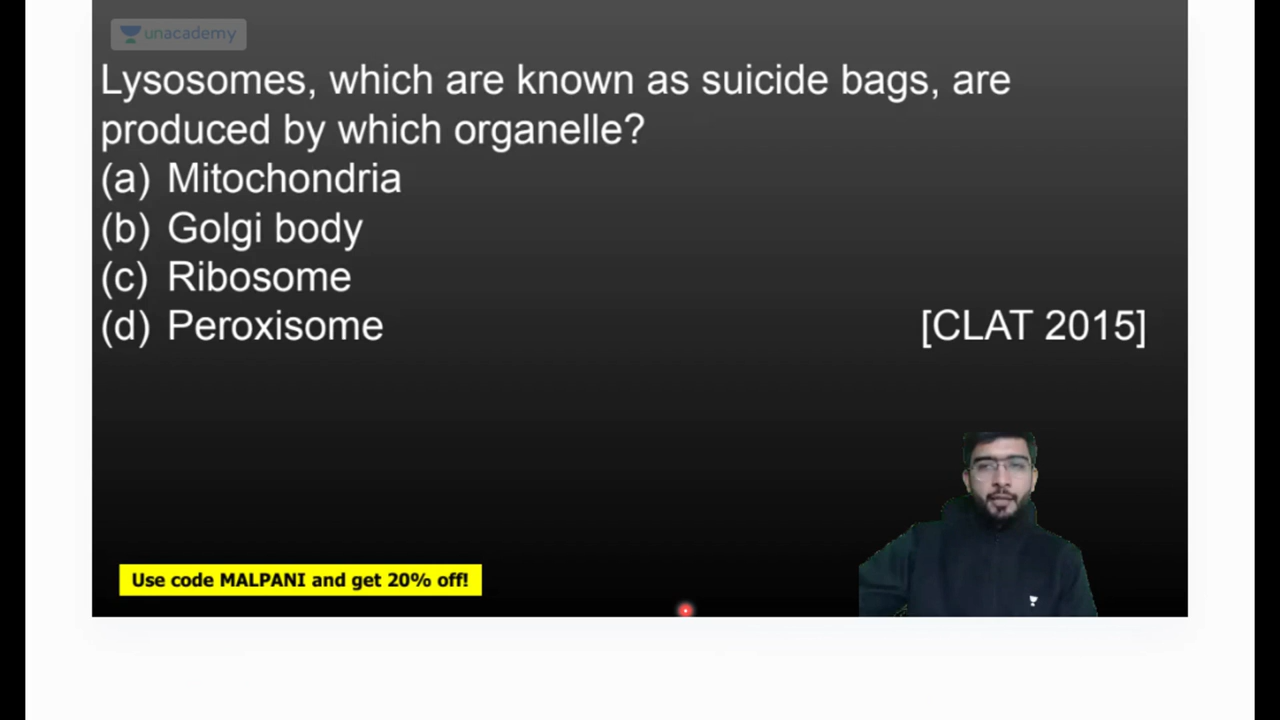 unacademy
Lysosomes, which are known as suicide bags, are
produced by which organelle?
(a) Mitochondria
(b) Golgi body
(c) Ribosome
(d) Peroxisome [CLAT 2015]
Use code MALPANI and get 20% off!